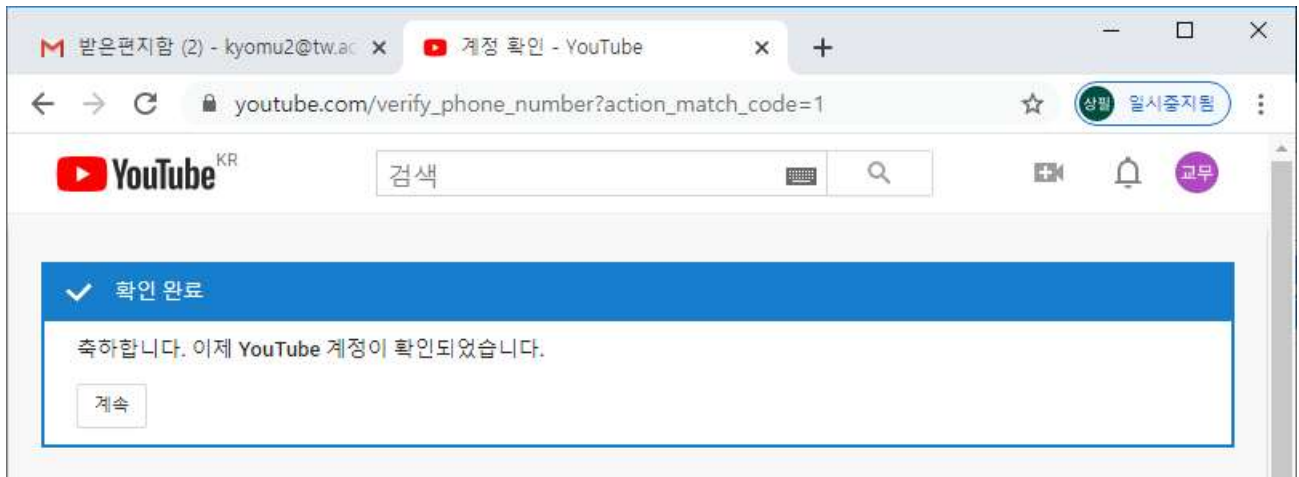 받은편지함 (2) - kyomu2@tw.ac
계정 확인 - YouTube
youtube.com/verify_phone_number?action_match_code=1
상필 일시중지됨
YouTube KR
검색
교무
확인 완료
축하합니다. 이제 YouTube 계정이 확인되었습니다.
계속